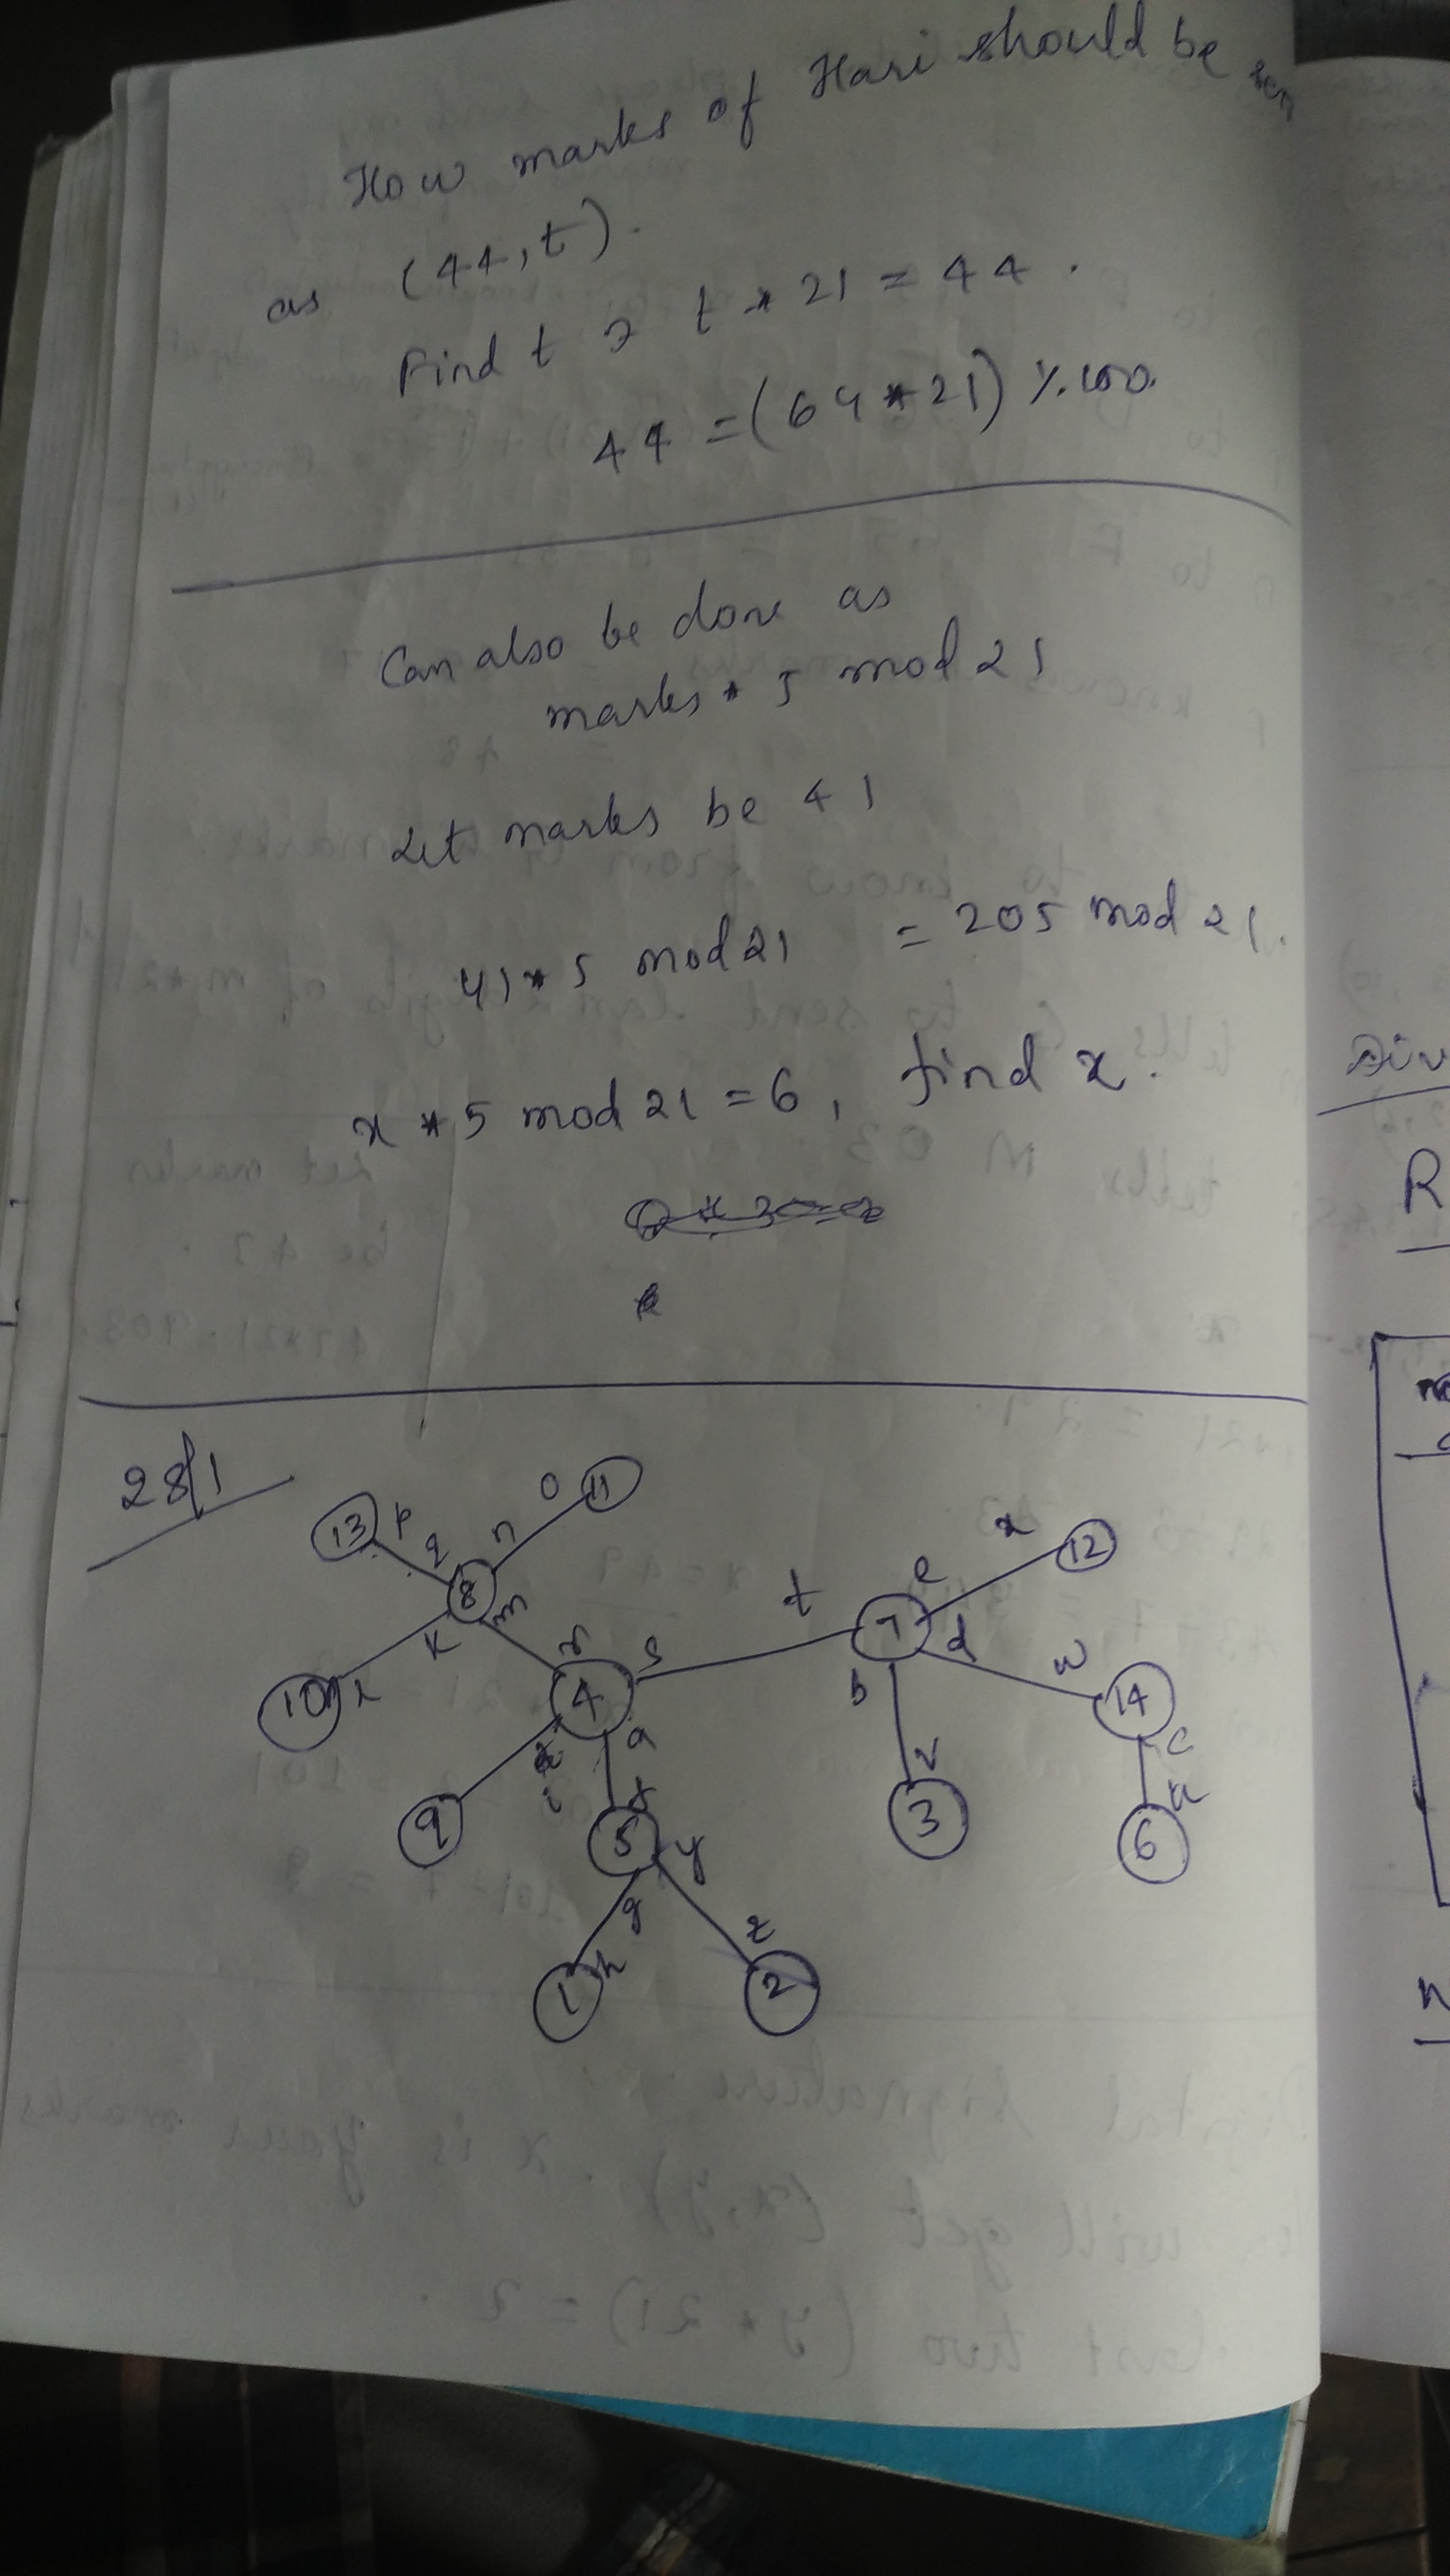 How marks of Hari should be
as (44, t).
Find t ∋ t * 21 = 44.
44 = (64 * 21) % 100.
Can also be done as
marks * 5 mod 21
Let marks be 41
41 * 5 mod 21 = 205 mod 21.
x * 5 mod 21 = 6, find x.
28/1
13 p q n o 11
8 m k l 10
4 r s a i
t 7 e x 12
b d w 14
9 5 f y
v 3 c u 6
g h 1 z 2